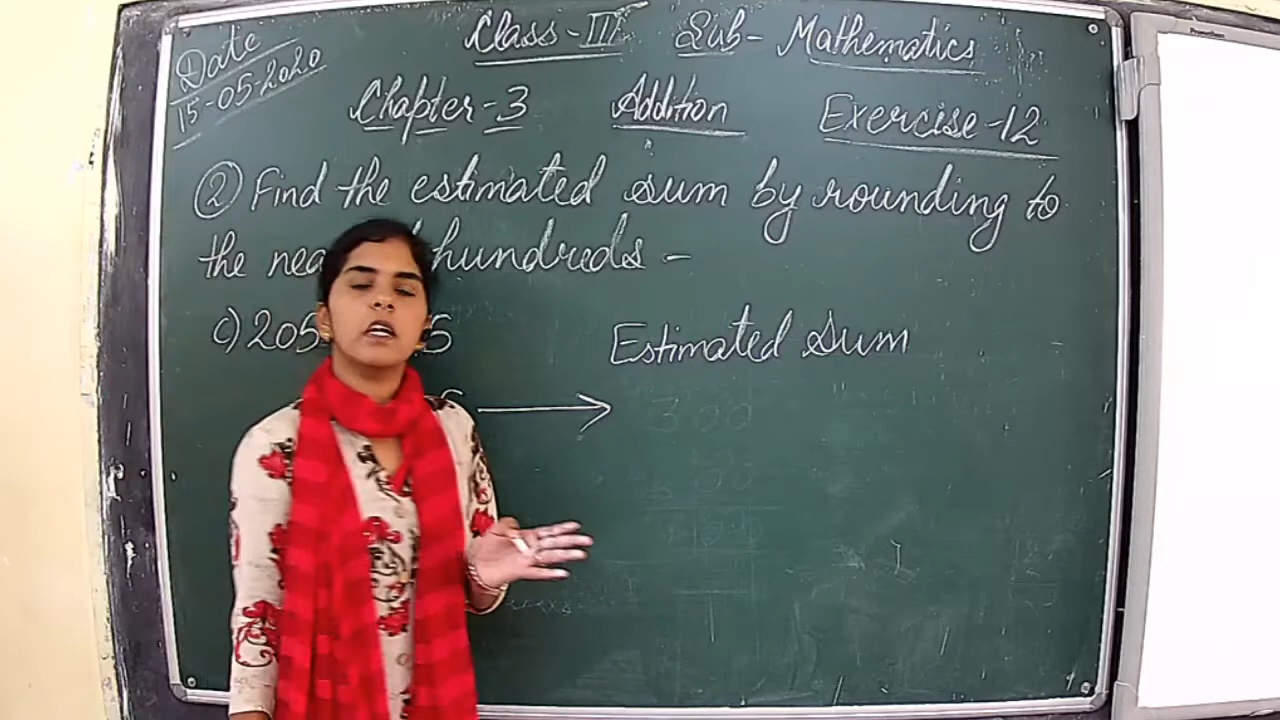 Date
15-05-2020
Class-III Sub- Mathematics
Chapter-3 Addition Exercise-12
② Find the estimated sum by rounding to
the hundreds -
c) 205
Estimated Sum
300